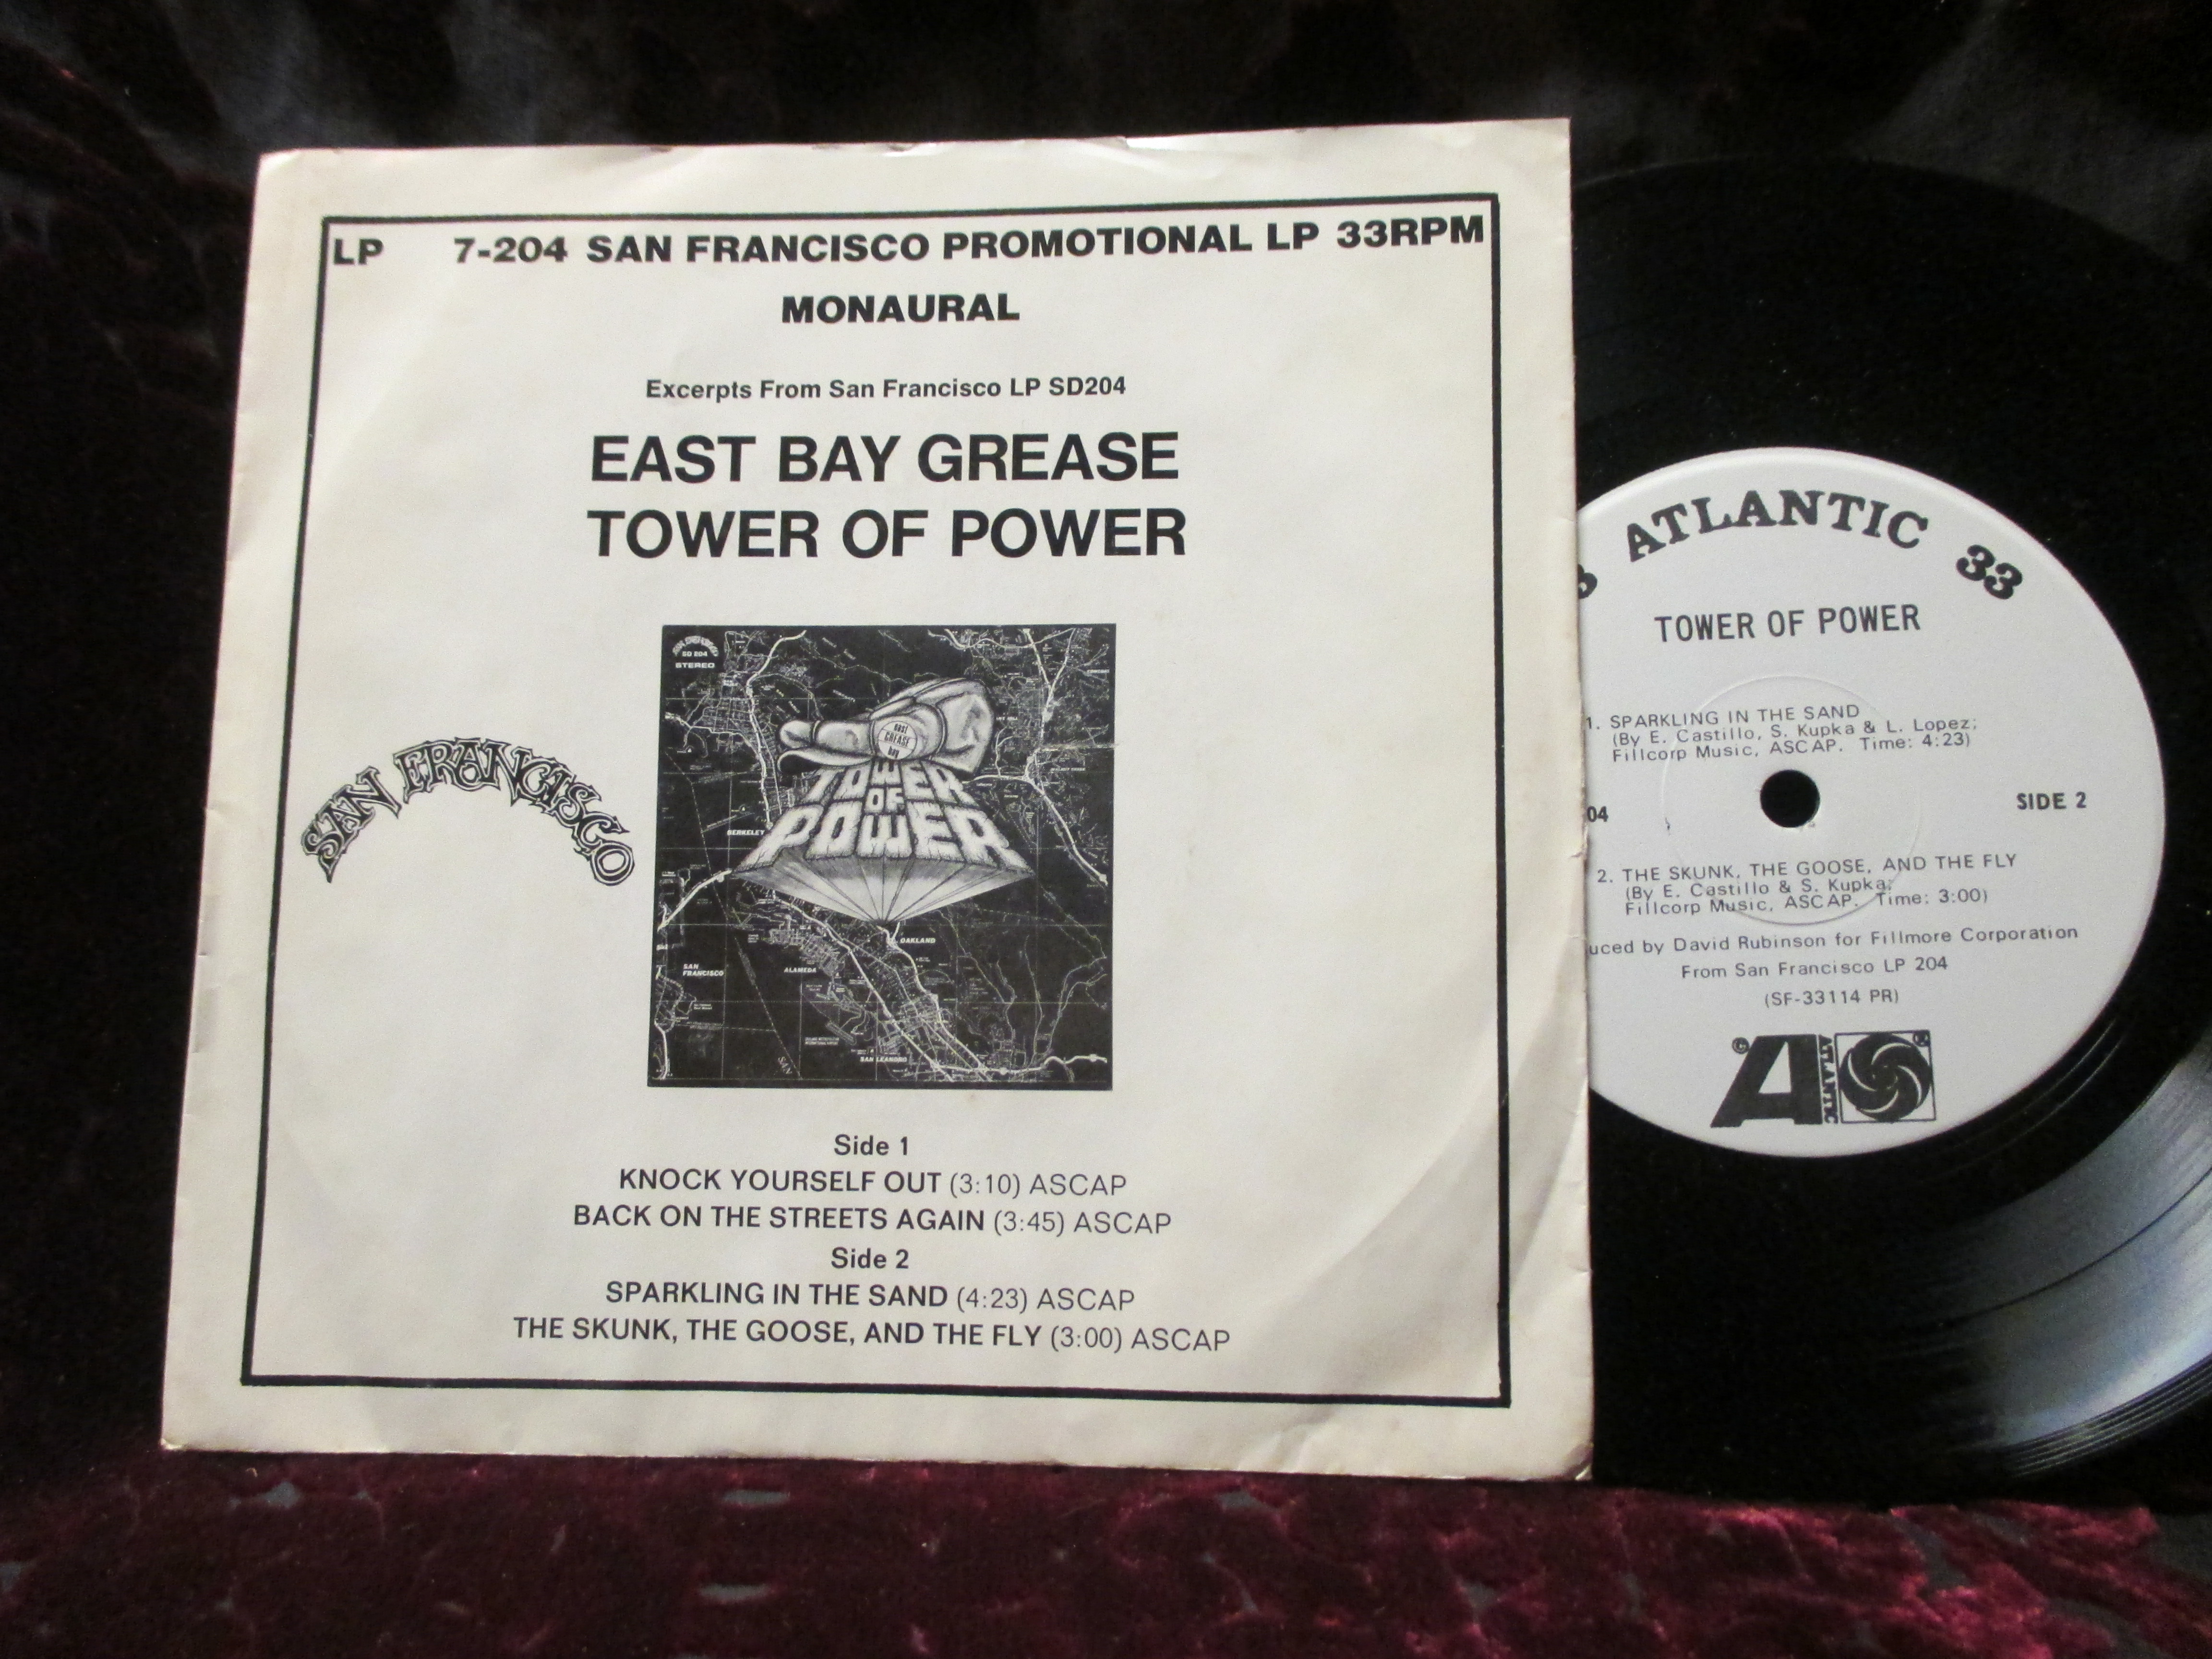 LP 7-204 SAN FRANCISCO PROMOTIONAL LP 33RPM
MONAURAL
Excerpts From San Francisco LP SD204
EAST BAY GREASE
TOWER OF POWER
SAN FRANCISCO
SD 204
STEREO
east
GREASE
bay
TOWER
OF
POWER
BERKELEY
OAKLAND
SAN
FRANCISCO
ALAMEDA
SAN LEANDRO
SAN
Side 1
KNOCK YOURSELF OUT (3:10) ASCAP
BACK ON THE STREETS AGAIN (3:45) ASCAP
Side 2
SPARKLING IN THE SAND (4:23) ASCAP
THE SKUNK, THE GOOSE, AND THE FLY (3:00) ASCAP
3 ATLANTIC 33
TOWER OF POWER
1. SPARKLING IN THE SAND
(By E. Castillo, S. Kupka & L. Lopez;
Fillcorp Music, ASCAP. Time: 4:23)
04 SIDE 2
2. THE SKUNK, THE GOOSE, AND THE FLY
(By E. Castillo & S. Kupka;
Fillcorp Music, ASCAP. Time: 3:00)
uced by David Rubinson for Fillmore Corporation
From San Francisco LP 204
(SF-33114 PR)
© A ATLANTIC ®